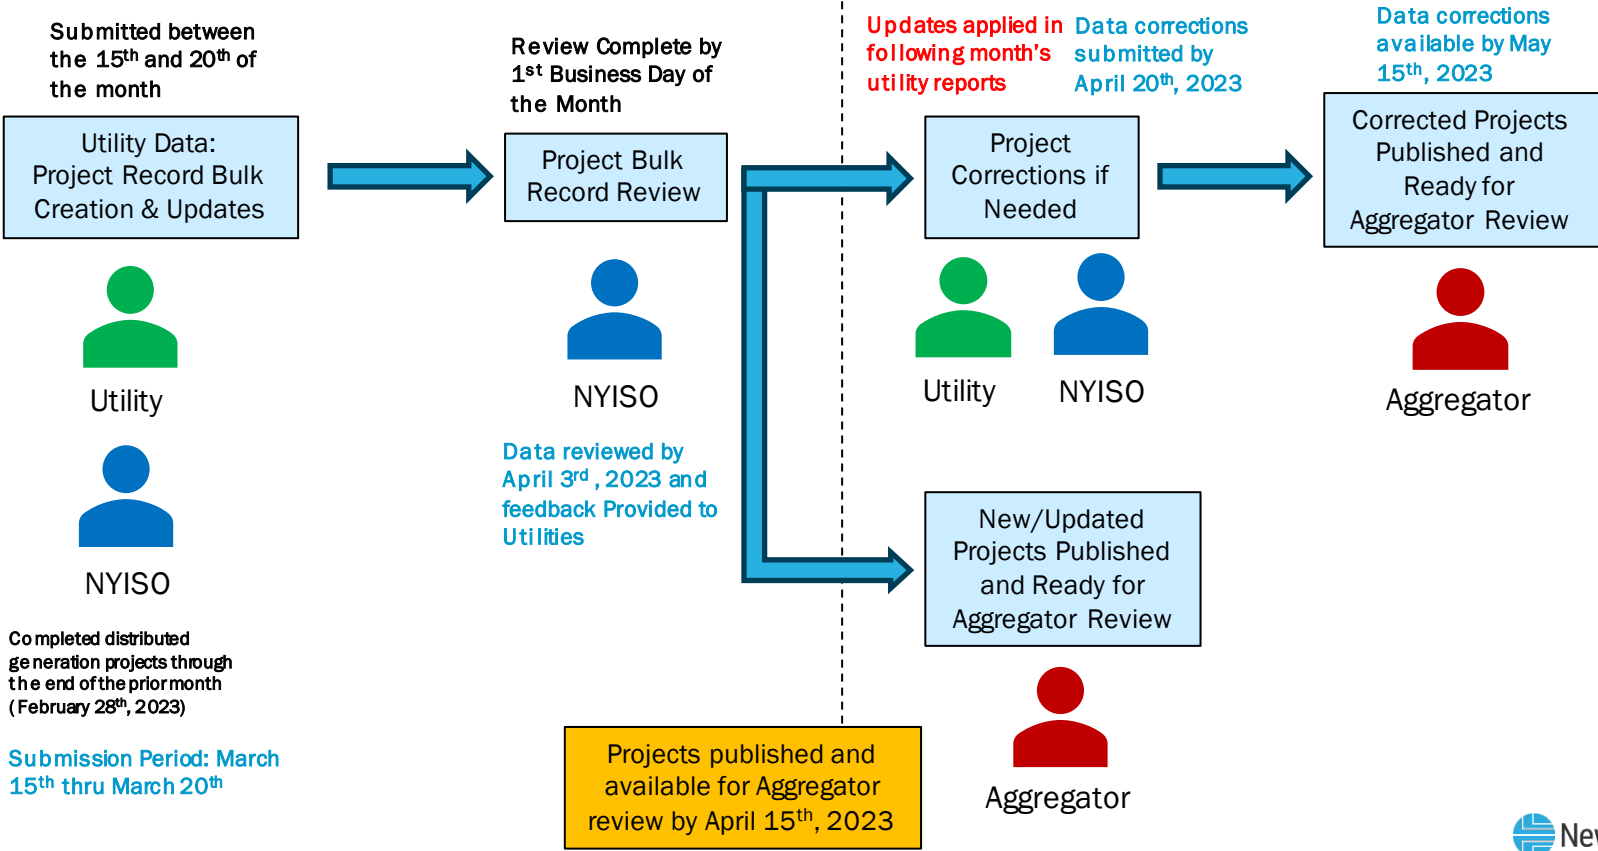 Submitted between
the 15th and 20th of
the month
Utility Data:
Project Record Bulk
Creation & Updates
Utility
NYISO
Completed distributed
generation projects through
the end of the prior month
(February 28th, 2023)
Submission Period: March
15th thru March 20th
Review Complete by
1st Business Day of
the Month
Project Bulk
Record Review
NYISO
Data reviewed by
April 3rd , 2023 and
feedback Provided to
Utilities
Updates applied in
following month's
utility reports
Data corrections
submitted by
April 20th, 2023
Project
Corrections if
Needed
Utility
NYISO
Data corrections
available by May
15th, 2023
Corrected Projects
Published and
Ready for
Aggregator Review
Aggregator
New/Updated
Projects Published
and Ready for
Aggregator Review
Aggregator
Projects published and
available for Aggregator
review by April 15th, 2023